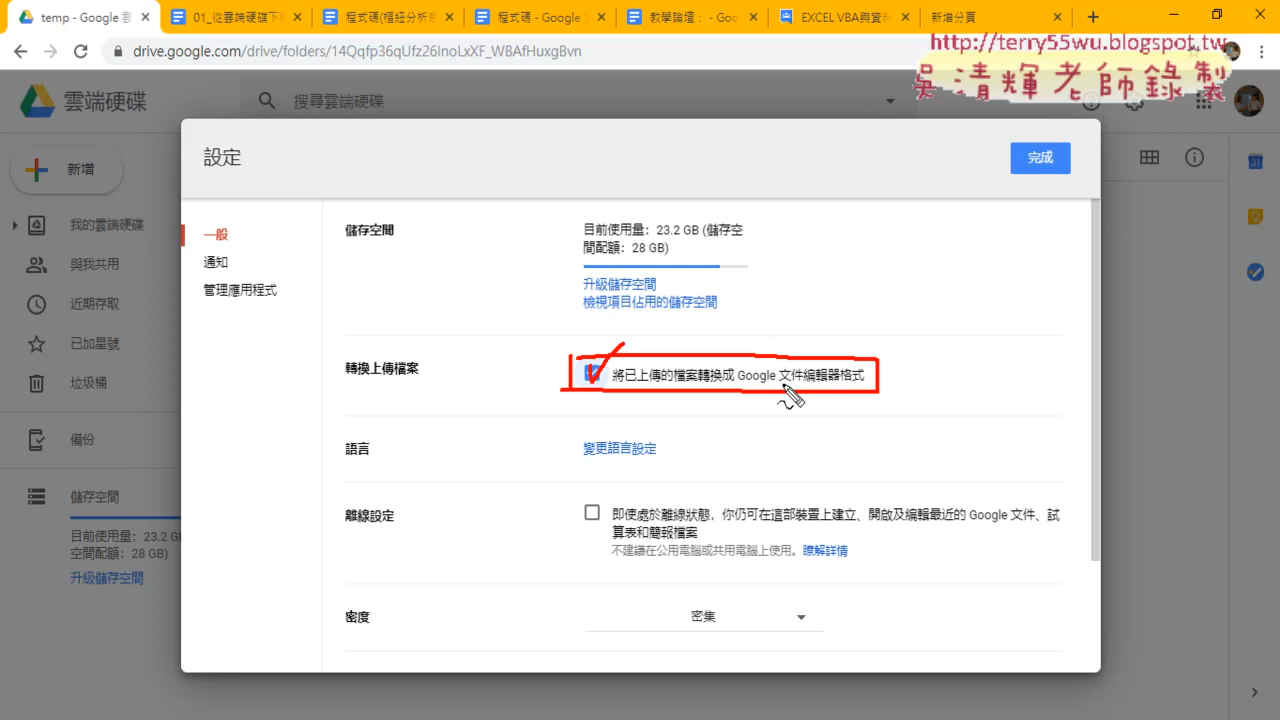 temp - Google 雲
01_從雲端硬碟下
程式碼(樞紐分析
程式碼 - Google
教學論壇： - Goo
EXCEL VBA與資
新增分頁
drive.google.com/drive/folders/14Qqfp36qUfz26lnoLxXF_WBAfHuxgBvn
http://terry55wu.blogspot.tw
吳清輝老師錄製
雲端硬碟
搜尋雲端硬碟
新增
我的雲端硬碟
與我共用
近期存取
已加星號
垃圾桶
備份
儲存空間
目前使用量：23.2 G
空間配額：28 GB)
升級儲存空間
設定
完成
一般
通知
管理應用程式
儲存空間
目前使用量：23.2 GB (儲存空
間配額：28 GB)
升級儲存空間
檢視項目佔用的儲存空間
轉換上傳檔案
將已上傳的檔案轉換成 Google 文件編輯器格式
語言
變更語言設定
離線設定
即使處於離線狀態，你仍可在這部裝置上建立、開啟及編輯最近的 Google 文件、試
算表和簡報檔案
不建議在公用電腦或共用電腦上使用。瞭解詳情
密度
密集
31